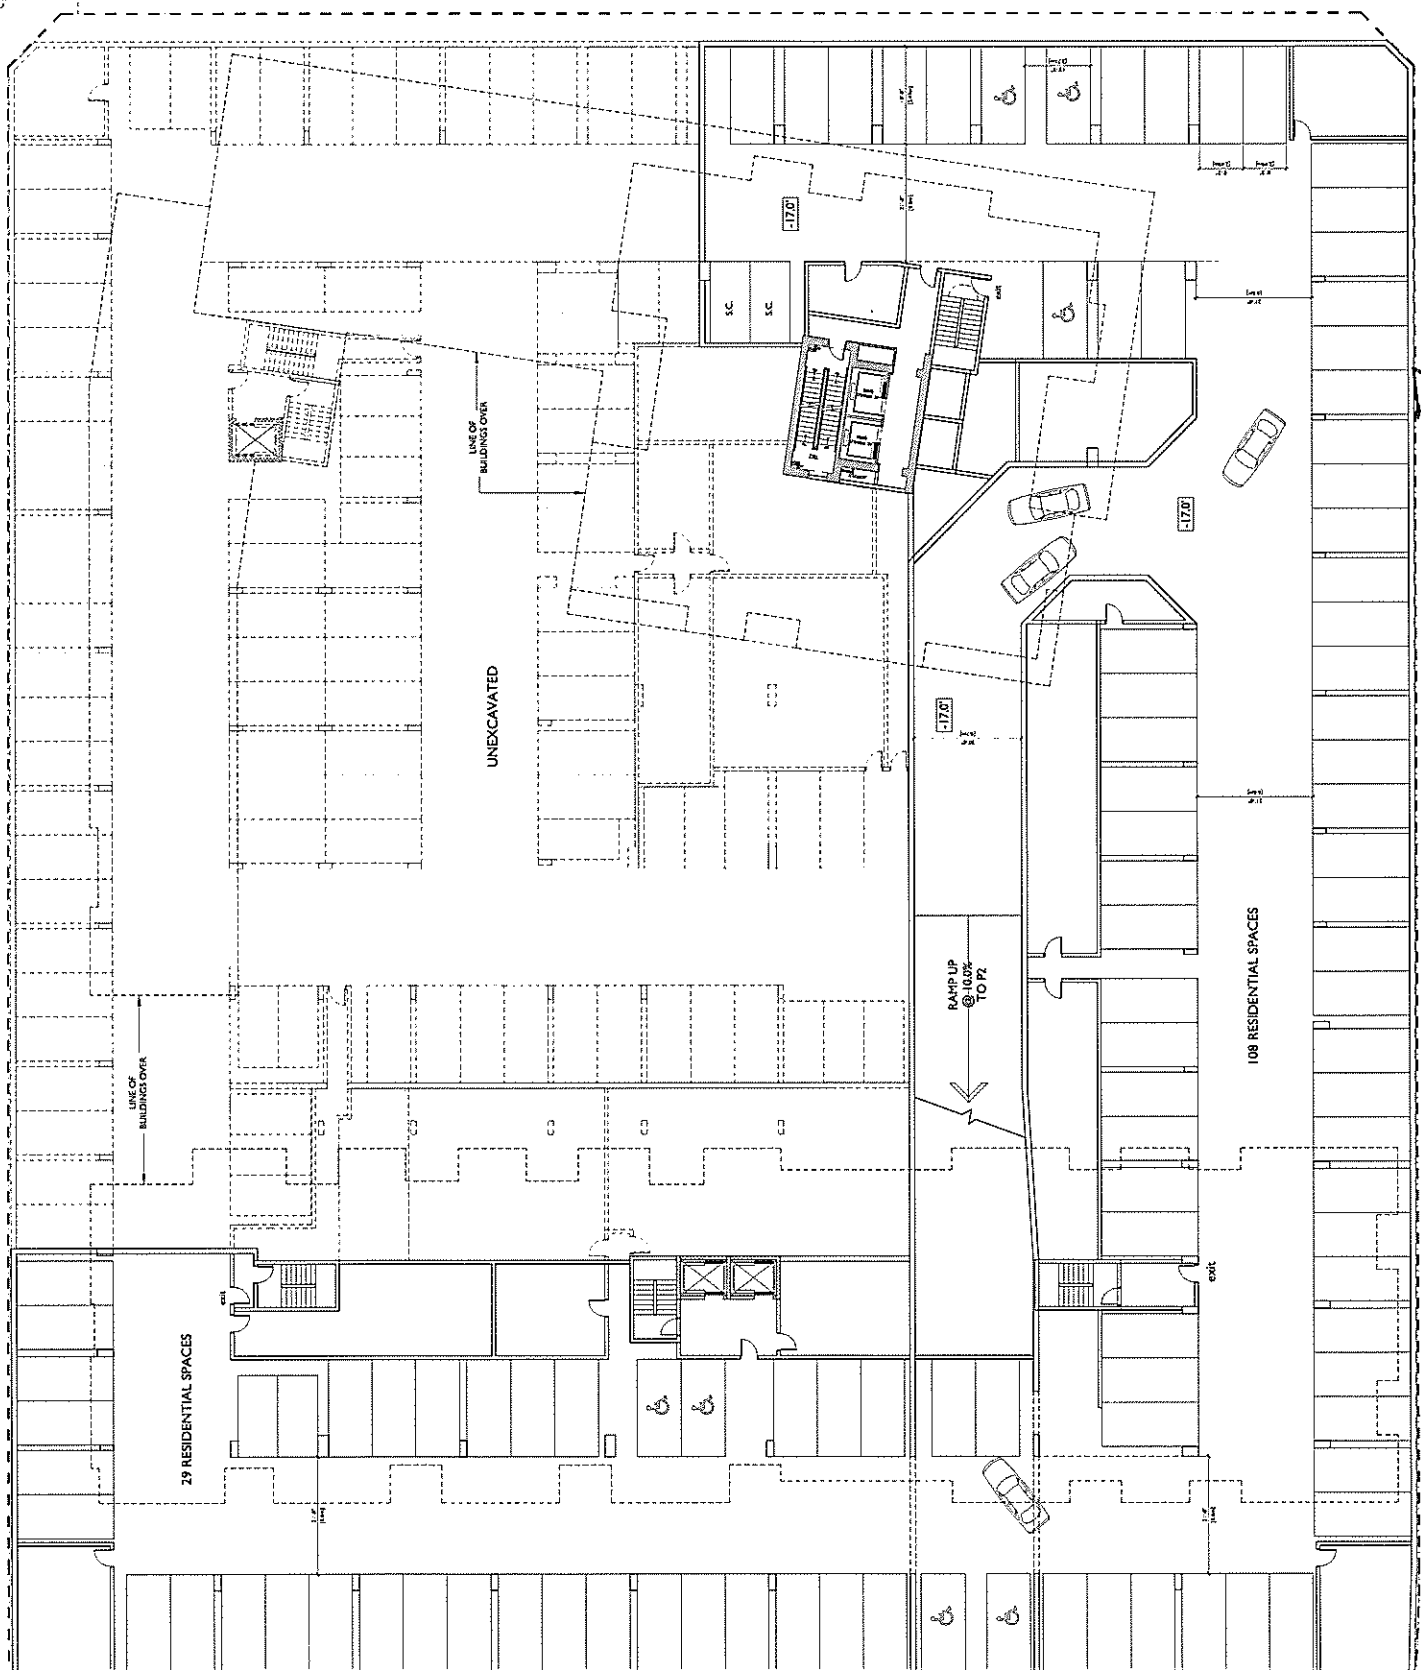 -17.0'
S.C.
S.C.
exit
LINE OF
BUILDINGS OVER
-17.0'
UNEXCAVATED
-17.0'
RAMP UP
@ 10.0%
TO P2
108 RESIDENTIAL SPACES
LINE OF
BUILDINGS OVER
exit
exit
29 RESIDENTIAL SPACES